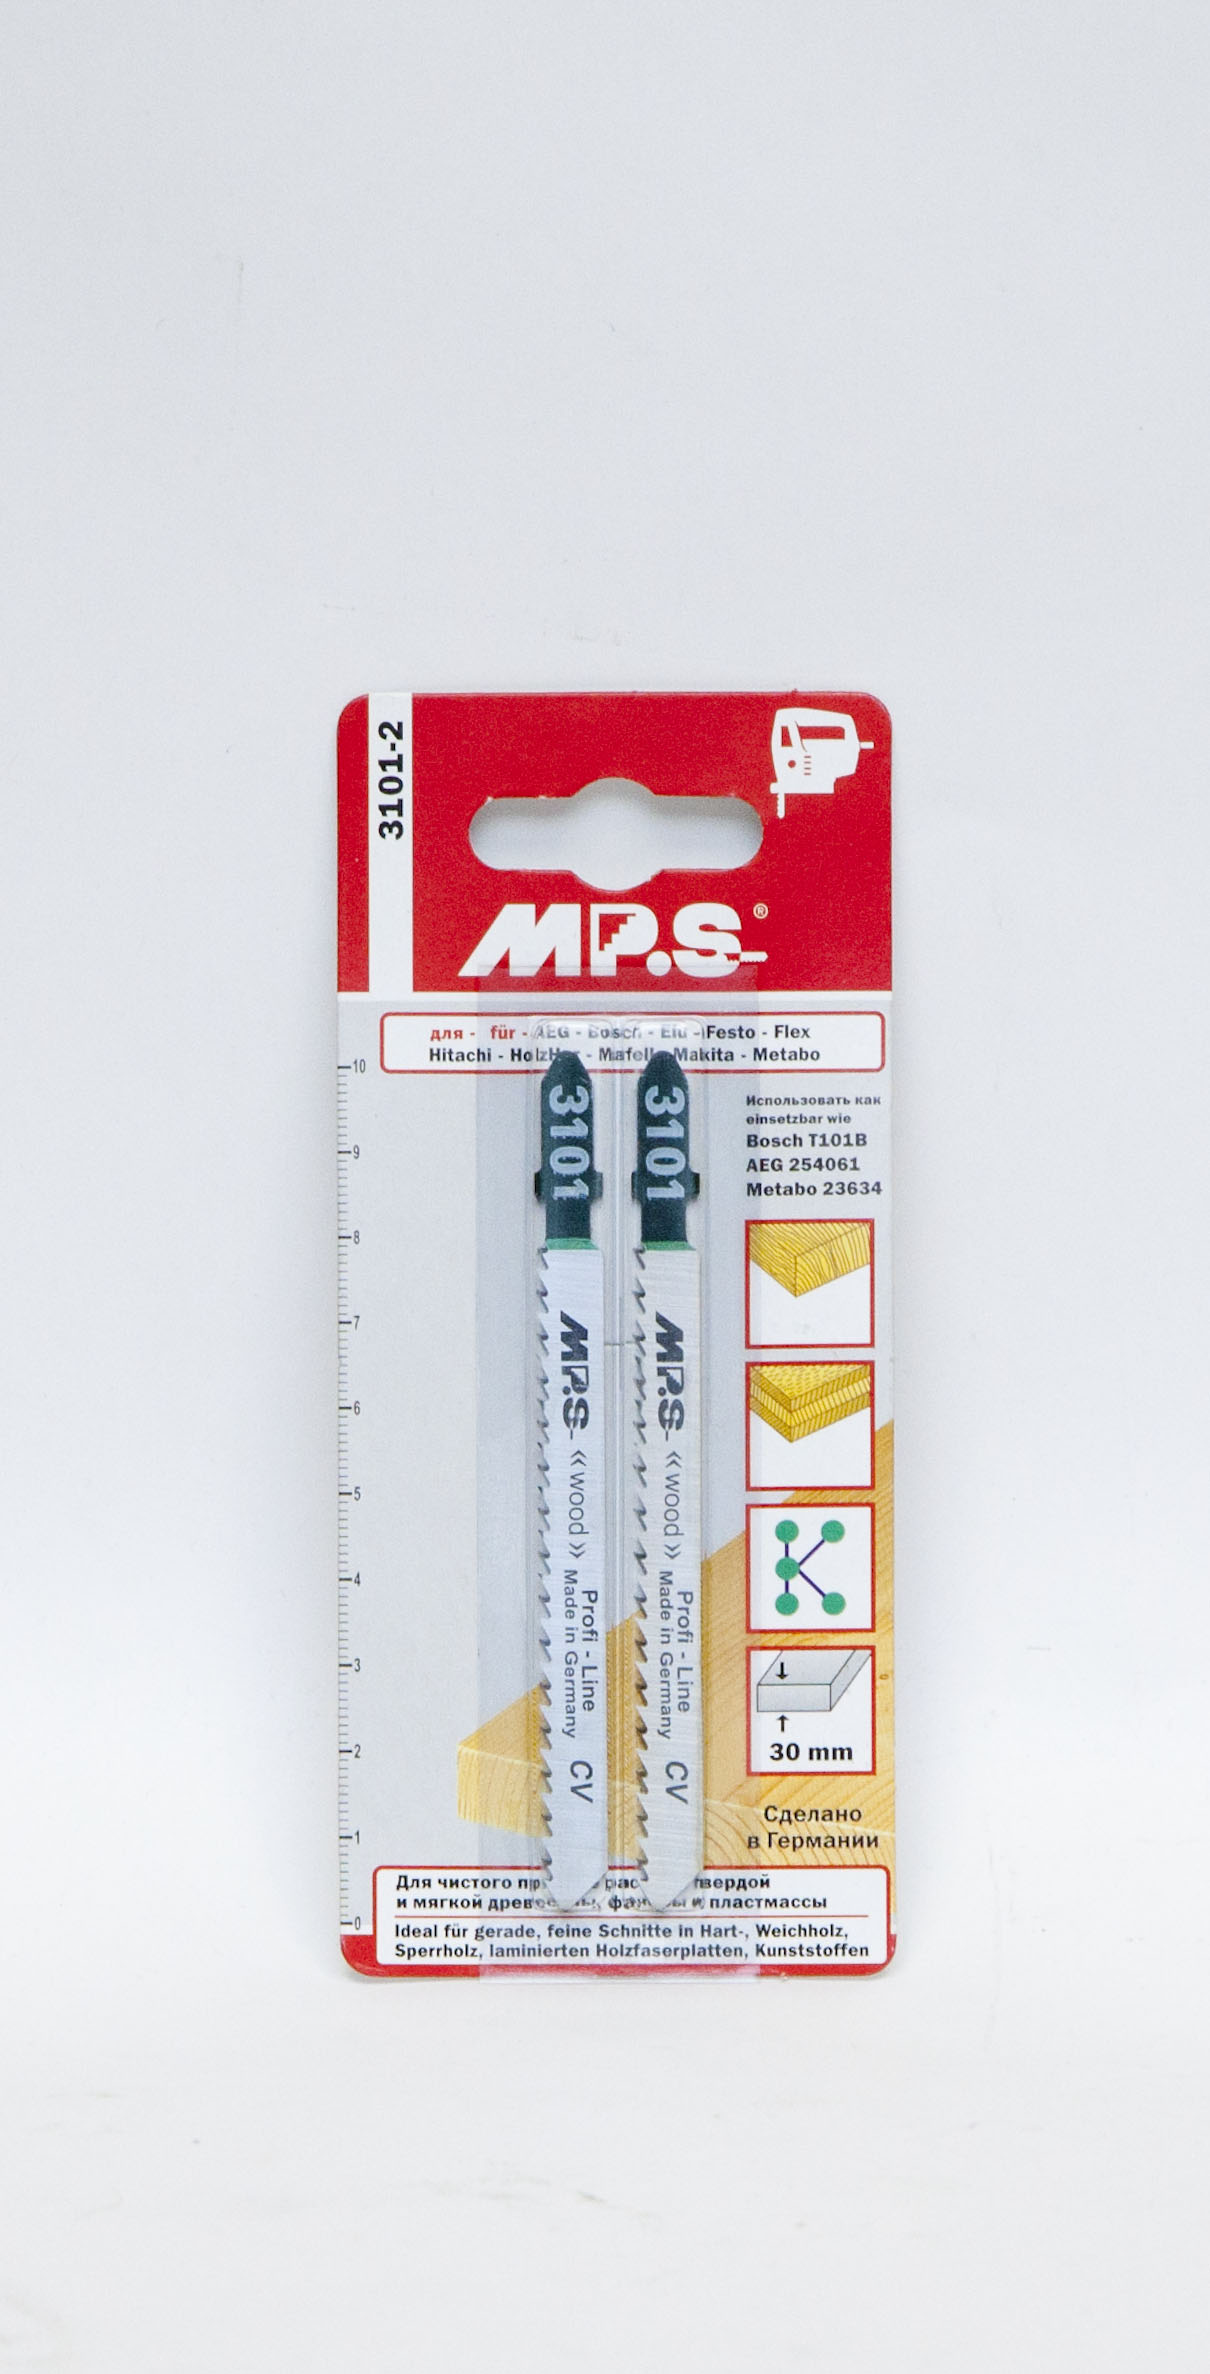 3101-2
MP.S®
для - für - AEG - Bosch - Elu - Festo - Flex
Hitachi - HolzHer - Mafell - Makita - Metabo
Использовать как
einsetzbar wie
Bosch T101B
AEG 254061
Metabo 23634
10
9
8
7
6
5
4
3
2
1
0
3101
MP.S «wood» Profi - Line
Made in Germany CV
3101
MP.S «wood» Profi - Line
Made in Germany CV
K
30 mm
Сделано
в Германии
Для чистого твердой
и мягкой пластмассы
Ideal für gerade, feine Schnitte in Hart-, Weichholz,
Sperrholz, laminierten Holzfaserplatten, Kunststoffen